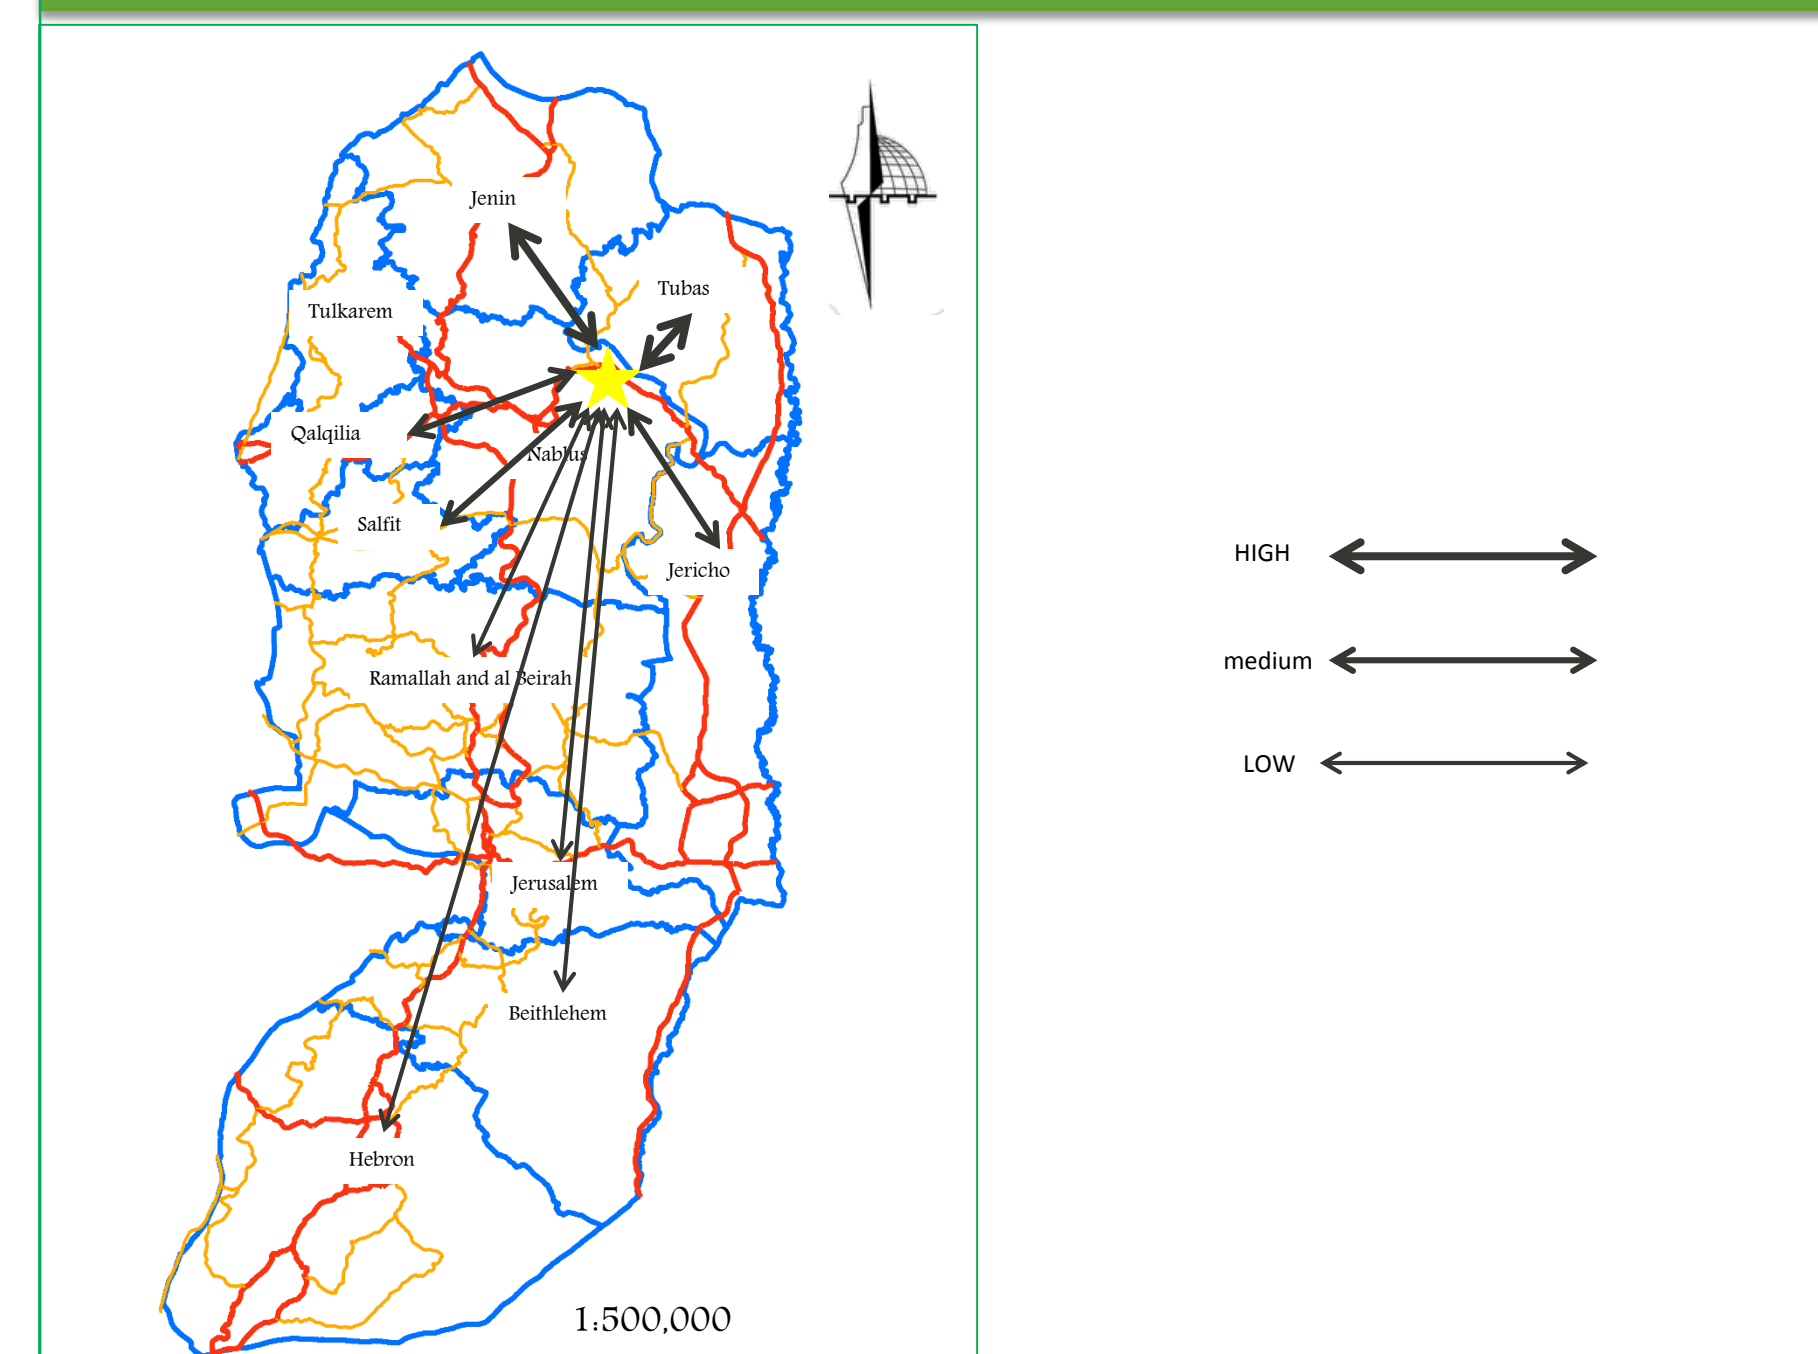 Jenin
Tubas
Tulkarem
Qalqilia
Nablus
Salfit
Jericho
Ramallah and al Beirah
Jerusalem
Beithlehem
Hebron
1:500,000
HIGH
medium
LOW